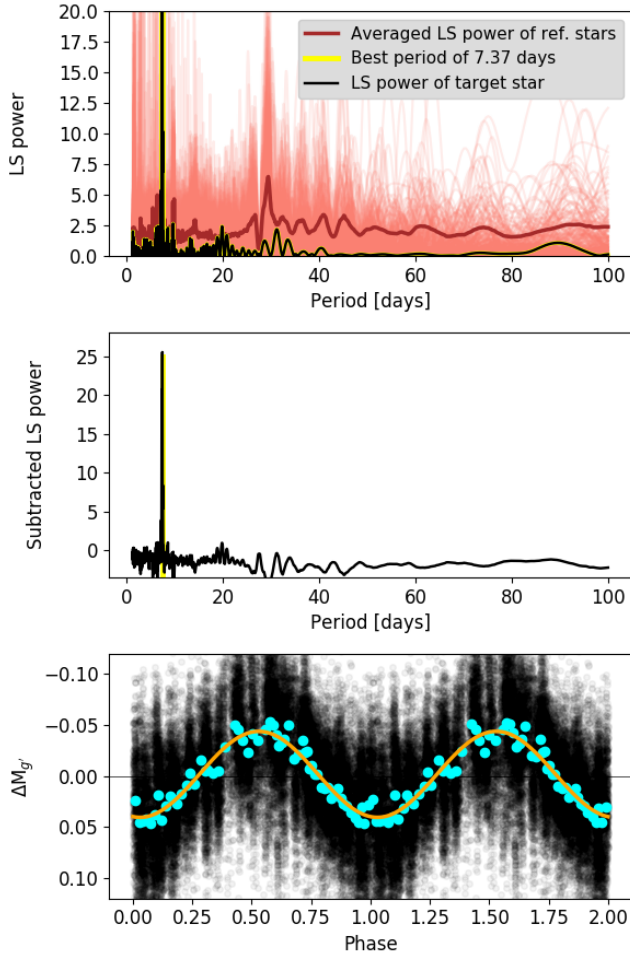 20.0
17.5
15.0
12.5
10.0
7.5
5.0
2.5
0.0
LS power
Averaged LS power of ref. stars
Best period of 7.37 days
LS power of target star
0 20 40 60 80 100
Period [days]
25
20
15
10
5
0
Subtracted LS power
0 20 40 60 80 100
Period [days]
−0.10
−0.05
0.00
0.05
0.10
ΔM_g'
0.00 0.25 0.50 0.75 1.00 1.25 1.50 1.75 2.00
Phase